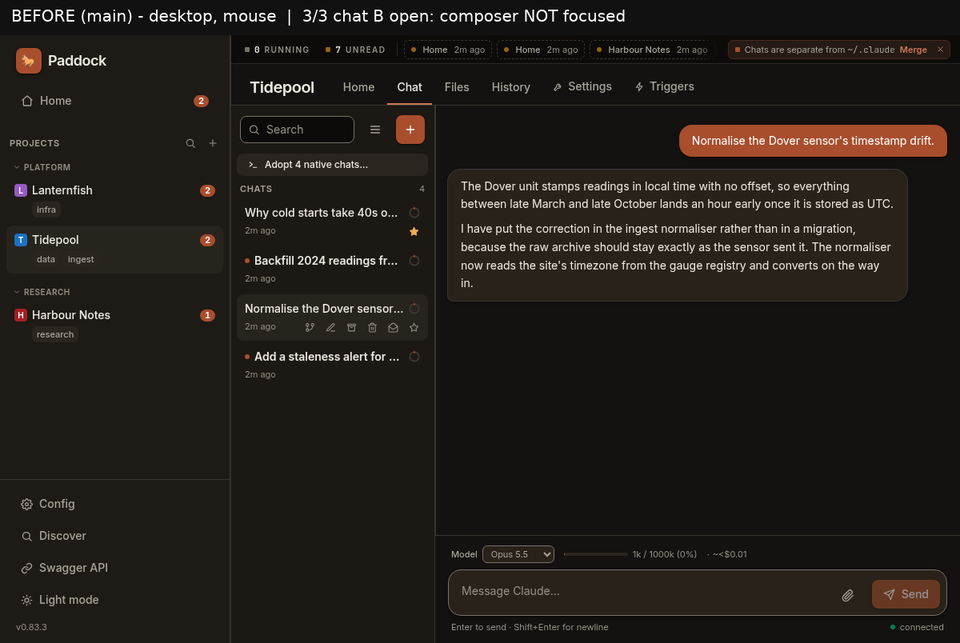 BEFORE (main) - desktop, mouse | 3/3 chat B open: composer NOT focused
Paddock
Home 2
PROJECTS
PLATFORM
L Lanternfish 2
infra
T Tidepool 2
data ingest
RESEARCH
H Harbour Notes 1
research
Config
Discover
Swagger API
Light mode
v0.83.3
0 RUNNING 7 UNREAD Home 2m ago Home 2m ago Harbour Notes 2m ago Chats are separate from ~/.claude Merge ×
Tidepool Home Chat Files History Settings Triggers
Search +
>_ Adopt 4 native chats...
CHATS 4
Why cold starts take 40s o...
2m ago
Backfill 2024 readings fr...
2m ago
Normalise the Dover sensor...
2m ago
Add a staleness alert for ...
2m ago
Normalise the Dover sensor's timestamp drift.
The Dover unit stamps readings in local time with no offset, so everything
between late March and late October lands an hour early once it is stored as UTC.
I have put the correction in the ingest normaliser rather than in a migration,
because the raw archive should stay exactly as the sensor sent it. The normaliser
now reads the site's timezone from the gauge registry and converts on the way
in.
Model Opus 5.5 1k / 1000k (0%) · ~<$0.01
Message Claude... Send
Enter to send · Shift+Enter for newline connected